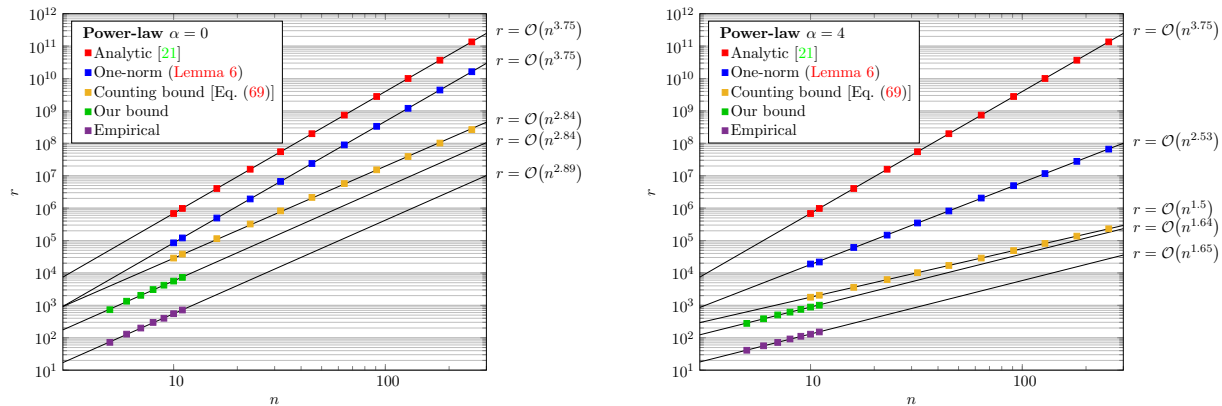 10^12
10^11
10^10
10^9
10^8
10^7
10^6
10^5
10^4
10^3
10^2
10^1
r
10
100
n
Power-law α = 0
Analytic [21]
One-norm (Lemma 6)
Counting bound [Eq. (69)]
Our bound
Empirical
r = O(n^3.75)
r = O(n^3.75)
r = O(n^2.84)
r = O(n^2.84)
r = O(n^2.89)
10^12
10^11
10^10
10^9
10^8
10^7
10^6
10^5
10^4
10^3
10^2
10^1
r
10
100
n
Power-law α = 4
Analytic [21]
One-norm (Lemma 6)
Counting bound [Eq. (69)]
Our bound
Empirical
r = O(n^3.75)
r = O(n^2.53)
r = O(n^1.5)
r = O(n^1.64)
r = O(n^1.65)